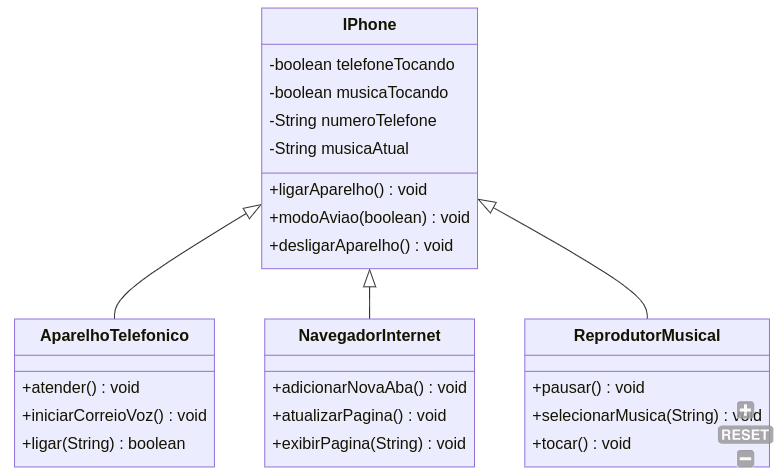 IPhone
-boolean telefoneTocando
-boolean musicaTocando
-String numeroTelefone
-String musicaAtual
+ligarAparelho() : void
+modoAviao(boolean) : void
+desligarAparelho() : void
AparelhoTelefonico
+atender() : void
+iniciarCorreioVoz() : void
+ligar(String) : boolean
NavegadorInternet
+adicionarNovaAba() : void
+atualizarPagina() : void
+exibirPagina(String) : void
ReprodutorMusical
+pausar() : void
+selecionarMusica(String) : void
+tocar() : void
RESET